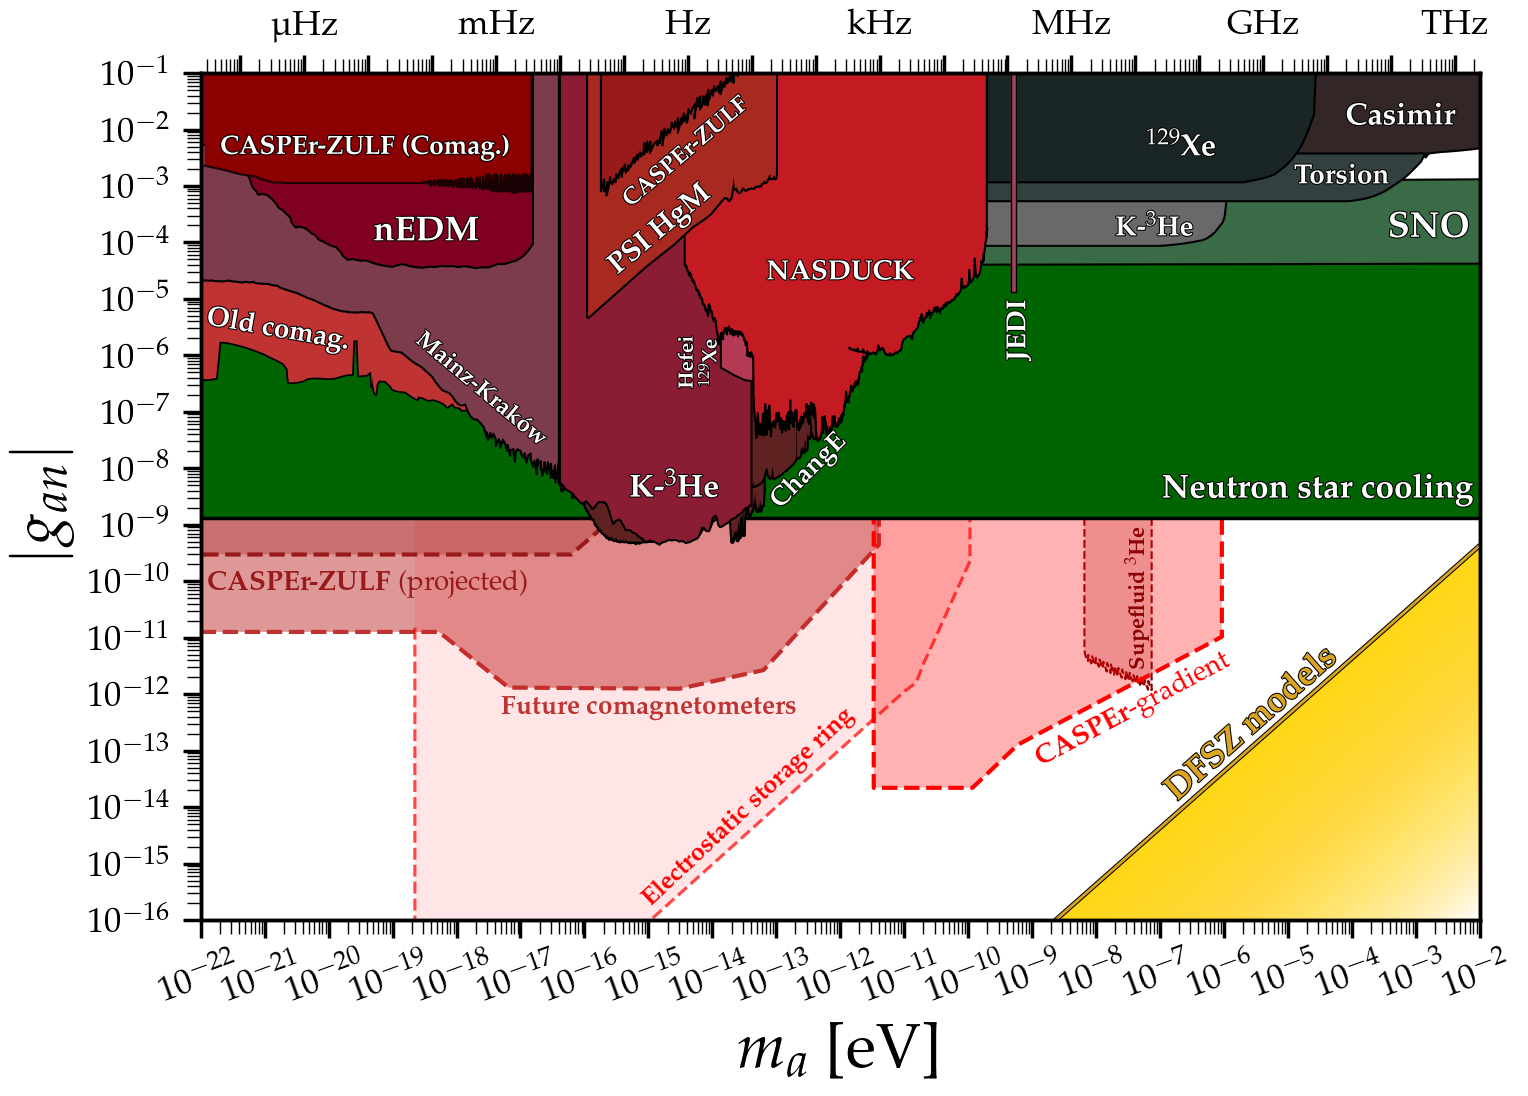 μHz mHz Hz kHz MHz GHz THz
10⁻¹
10⁻²
10⁻³
10⁻⁴
10⁻⁵
10⁻⁶
10⁻⁷
10⁻⁸
10⁻⁹
10⁻¹⁰
10⁻¹¹
10⁻¹²
10⁻¹³
10⁻¹⁴
10⁻¹⁵
10⁻¹⁶
|gₐₙ|
CASPEr-ZULF (Comag.)
nEDM
CASPEr-ZULF
PSI HgM
NASDUCK
¹²⁹Xe
Casimir
Torsion
K-³He
SNO
Old comag.
Mainz-Kraków
Hefei
¹²⁹Xe
JEDI
K-³He
ChangE
Neutron star cooling
CASPEr-ZULF (projected)
Future comagnetometers
Electrostatic storage ring
Supefluid ³He
CASPEr-gradient
DFSZ models
10⁻²² 10⁻²¹ 10⁻²⁰ 10⁻¹⁹ 10⁻¹⁸ 10⁻¹⁷ 10⁻¹⁶ 10⁻¹⁵ 10⁻¹⁴ 10⁻¹³ 10⁻¹² 10⁻¹¹ 10⁻¹⁰ 10⁻⁹ 10⁻⁸ 10⁻⁷ 10⁻⁶ 10⁻⁵ 10⁻⁴ 10⁻³ 10⁻²
mₐ [eV]